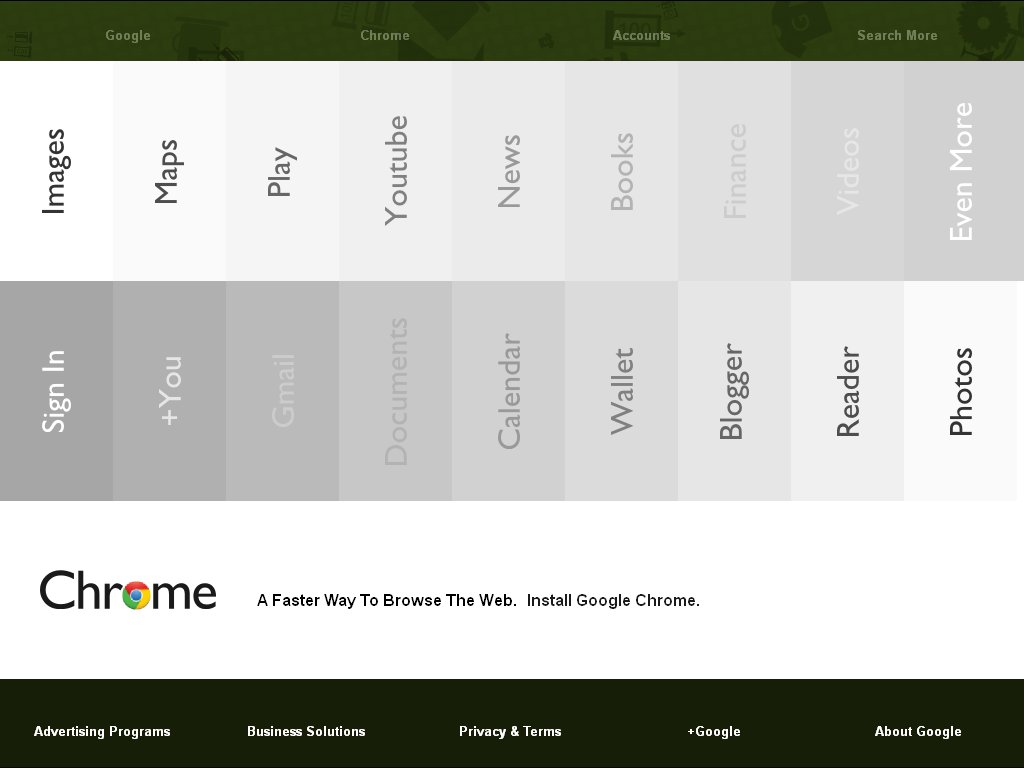 Google Chrome Accounts Search More
Images
Maps
Play
Youtube
News
Books
Finance
Videos
Even More
Sign In
+You
Gmail
Documents
Calendar
Wallet
Blogger
Reader
Photos
Chrome
A Faster Way To Browse The Web. Install Google Chrome.
Advertising Programs Business Solutions Privacy & Terms +Google About Google